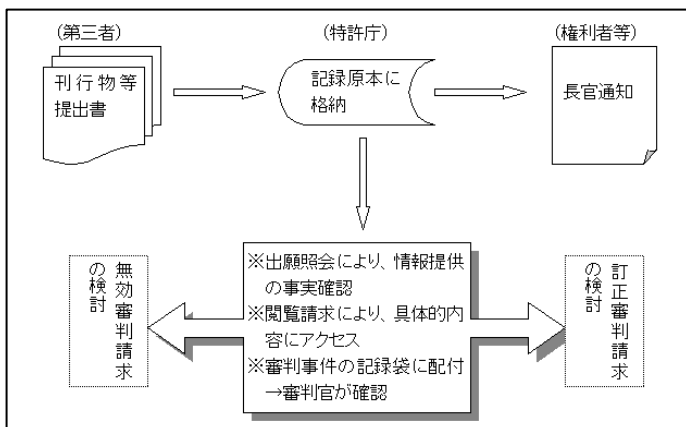 (第三者)
(特許庁)
(権利者等)
刊行物等
提出書
記録原本に
格納
長官通知
無効審判請求
の検討
※出願照会により、情報提供
の事実確認
※閲覧請求により、具体的内
容にアクセス
※審判事件の記録袋に配付
→審判官が確認
訂正審判請求
の検討